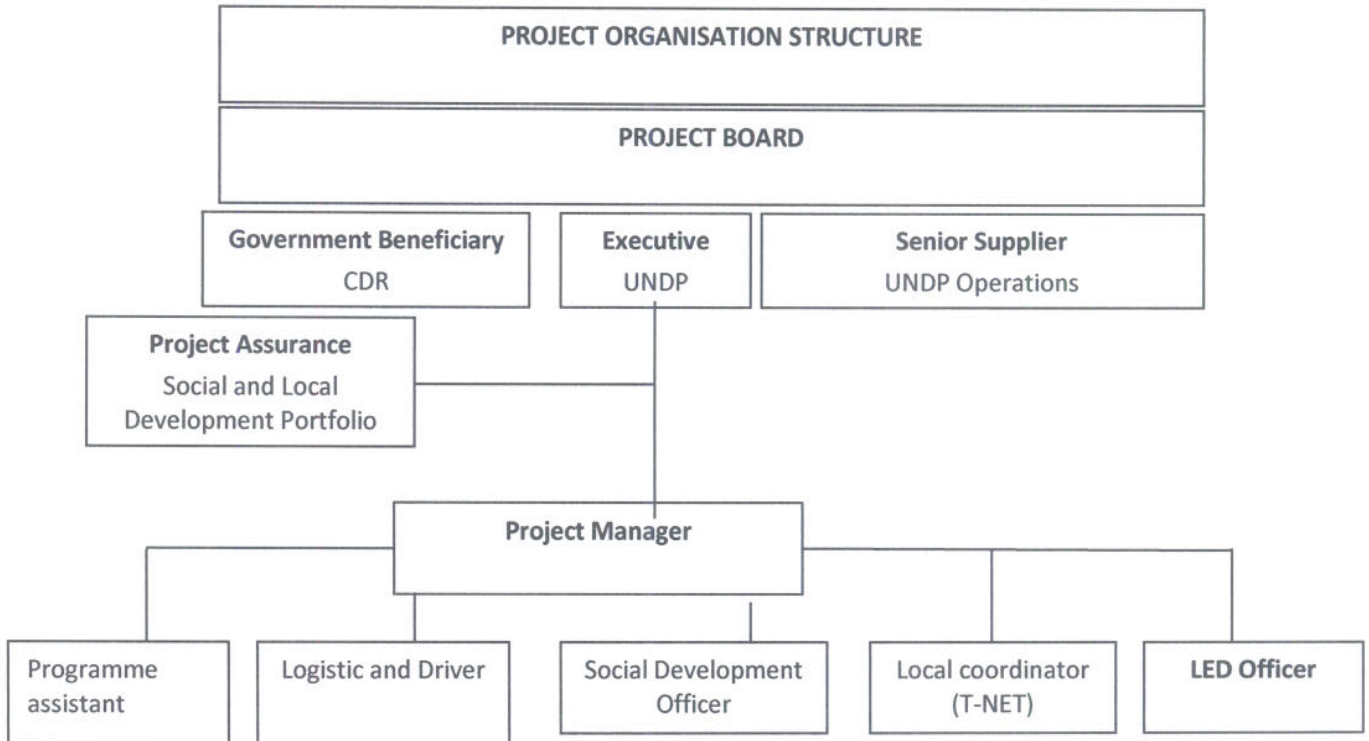 PROJECT ORGANISATION STRUCTURE
PROJECT BOARD
Government Beneficiary
CDR
Executive
UNDP
Senior Supplier
UNDP Operations
Project Assurance
Social and Local
Development Portfolio
Project Manager
Programme
assistant
Logistic and Driver
Social Development
Officer
Local coordinator
(T-NET)
LED Officer